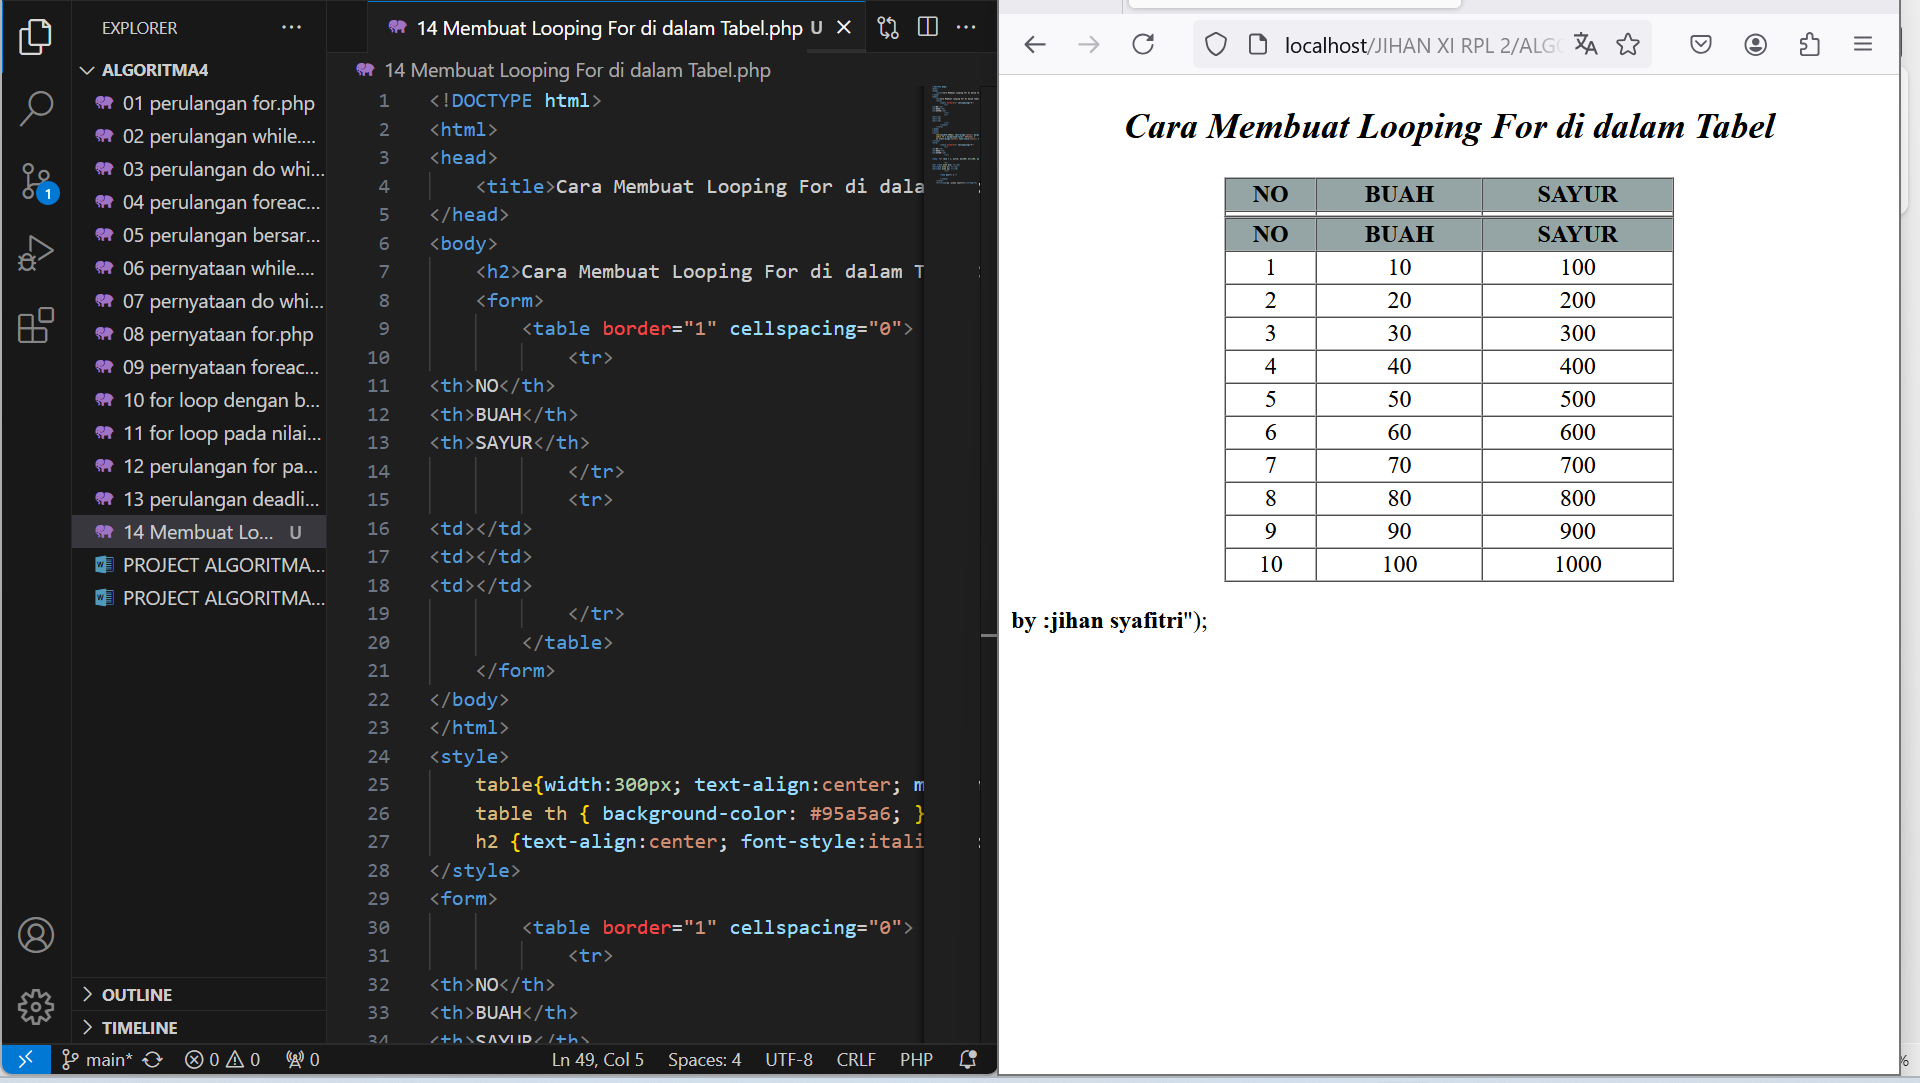 EXPLORER
ALGORITMA4
01 perulangan for.php
02 perulangan while....
03 perulangan do whi...
04 perulangan foreac...
05 perulangan bersar...
06 pernyataan while....
07 pernyataan do whi...
08 pernyataan for.php
09 pernyataan foreac...
10 for loop dengan b...
11 for loop pada nilai...
12 perulangan for pa...
13 perulangan deadli...
14 Membuat Lo... U
PROJECT ALGORITMA...
PROJECT ALGORITMA...
OUTLINE
TIMELINE
1
14 Membuat Looping For di dalam Tabel.php U
14 Membuat Looping For di dalam Tabel.php
1 <!DOCTYPE html>
2 <html>
3 <head>
4 <title>Cara Membuat Looping For di dala
5 </head>
6 <body>
7 <h2>Cara Membuat Looping For di dalam T
8 <form>
9 <table border="1" cellspacing="0">
10 <tr>
11 <th>NO</th>
12 <th>BUAH</th>
13 <th>SAYUR</th>
14 </tr>
15 <tr>
16 <td></td>
17 <td></td>
18 <td></td>
19 </tr>
20 </table>
21 </form>
22 </body>
23 </html>
24 <style>
25 table{width:300px; text-align:center; m
26 table th { background-color: #95a5a6; }
27 h2 {text-align:center; font-style:itali
28 </style>
29 <form>
30 <table border="1" cellspacing="0">
31 <tr>
32 <th>NO</th>
33 <th>BUAH</th>
34 <th>SAYUR</th>
main* 0 0 0 Ln 49, Col 5 Spaces: 4 UTF-8 CRLF PHP
localhost/JIHAN XI RPL 2/ALGO
Cara Membuat Looping For di dalam Tabel
NO BUAH SAYUR
NO BUAH SAYUR
1 10 100
2 20 200
3 30 300
4 40 400
5 50 500
6 60 600
7 70 700
8 80 800
9 90 900
10 100 1000
by :jihan syafitri");
%